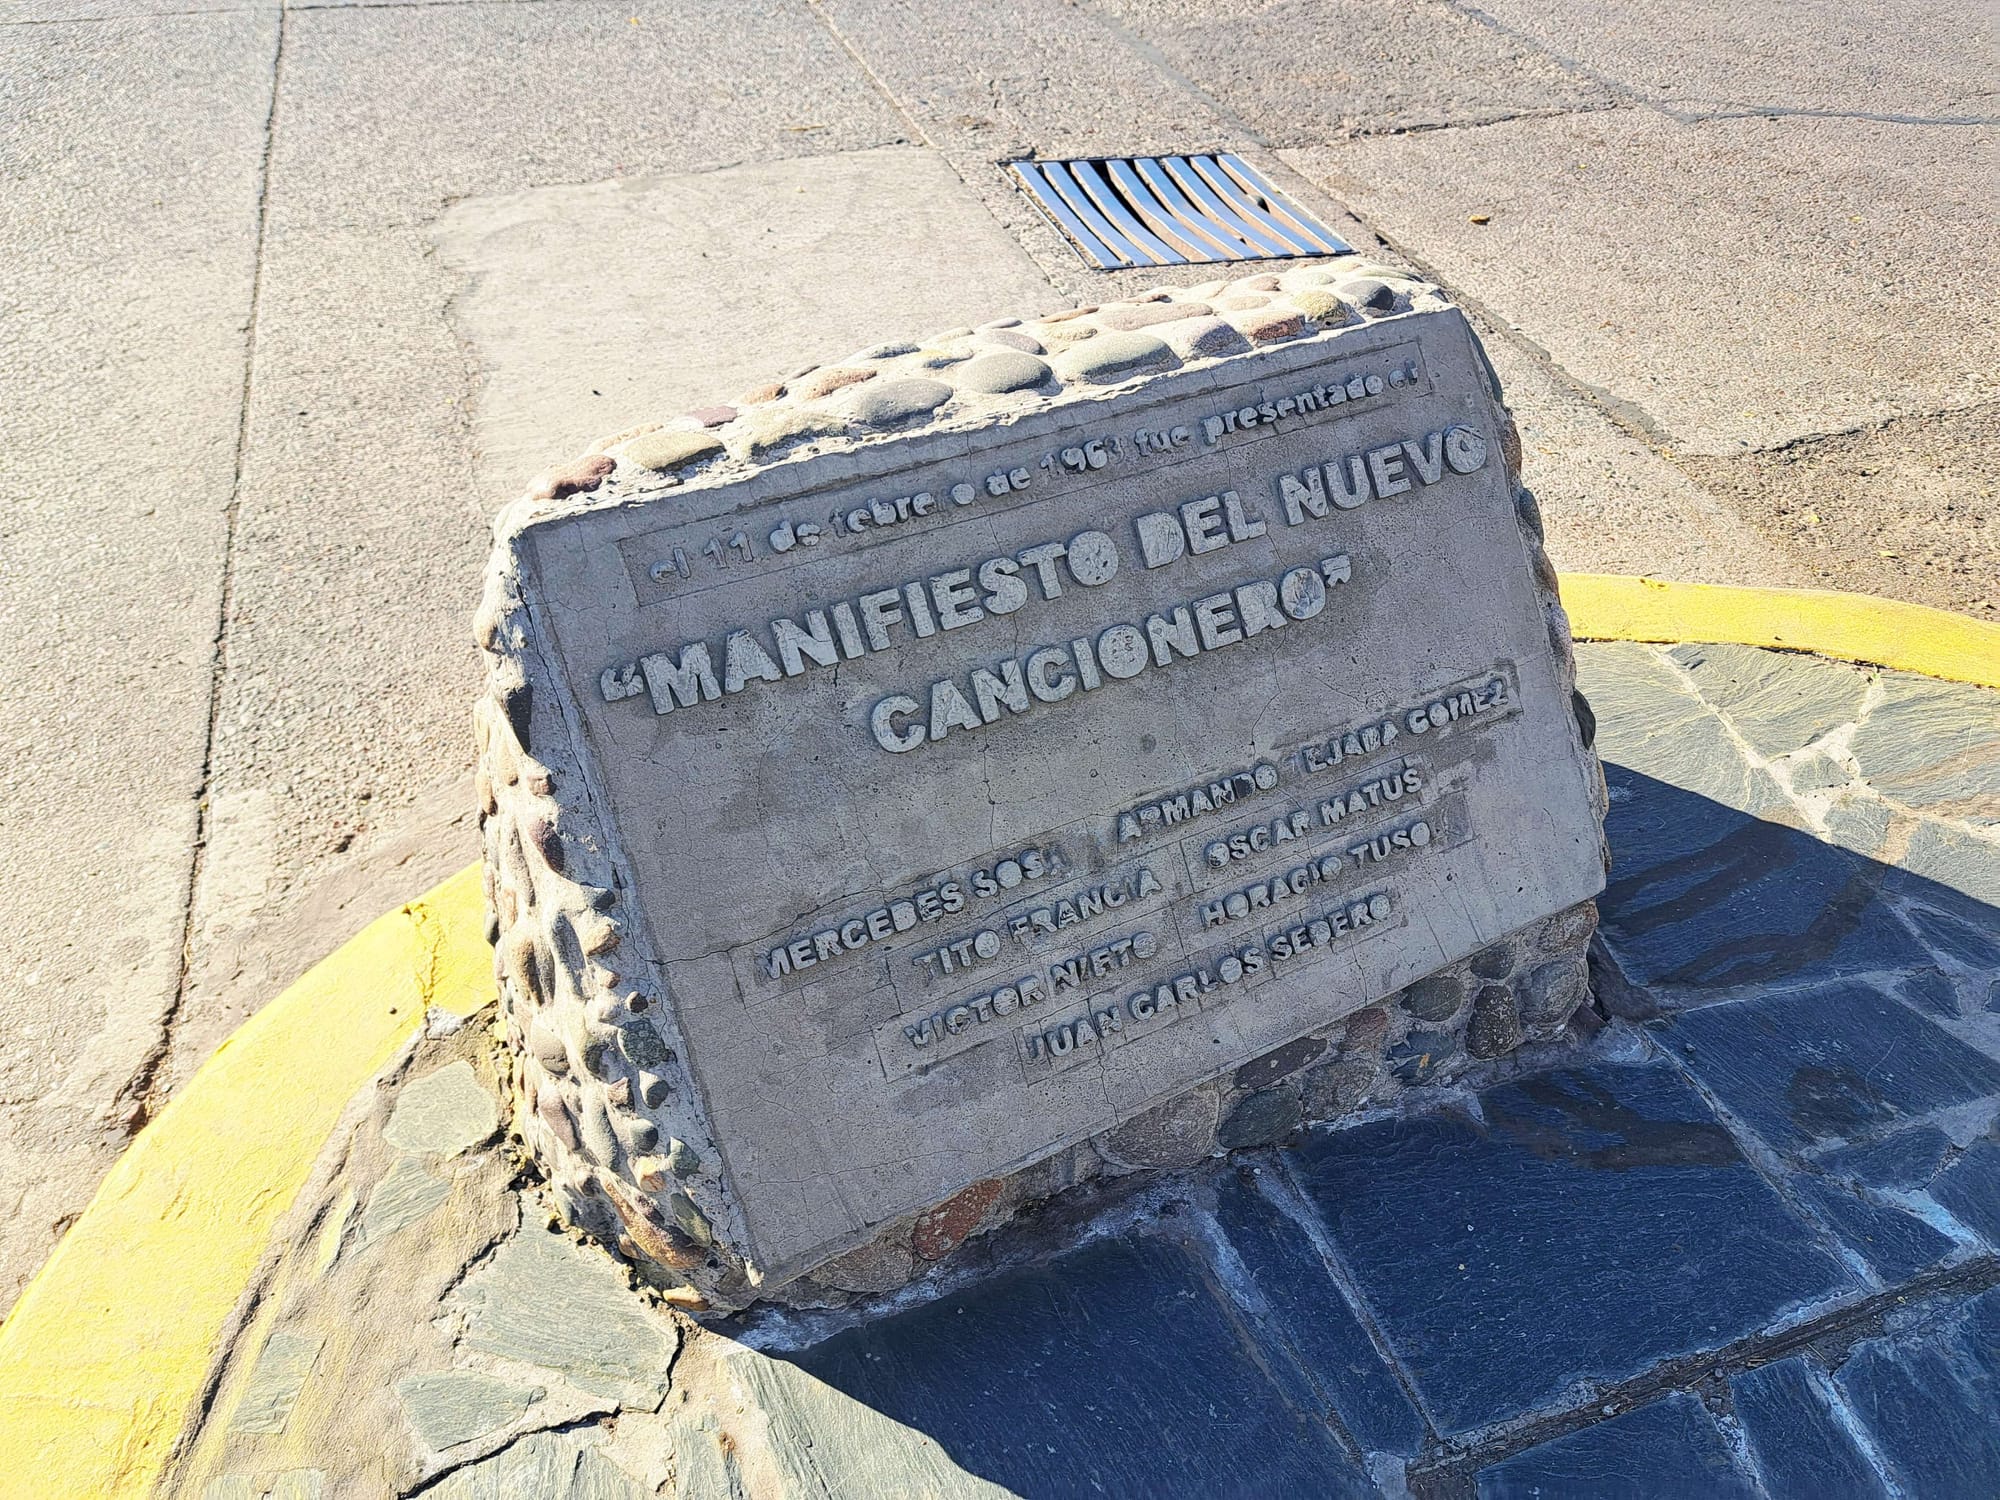 el 11 de febrero de 1963 fue presentado el
“MANIFIESTO DEL NUEVO
CANCIONERO”
MERCEDES SOSA ARMANDO TEJADA GOMEZ
TITO FRANCIA OSCAR MATUS
VICTOR NIETO HORACIO TUSO
JUAN CARLOS SEDERO